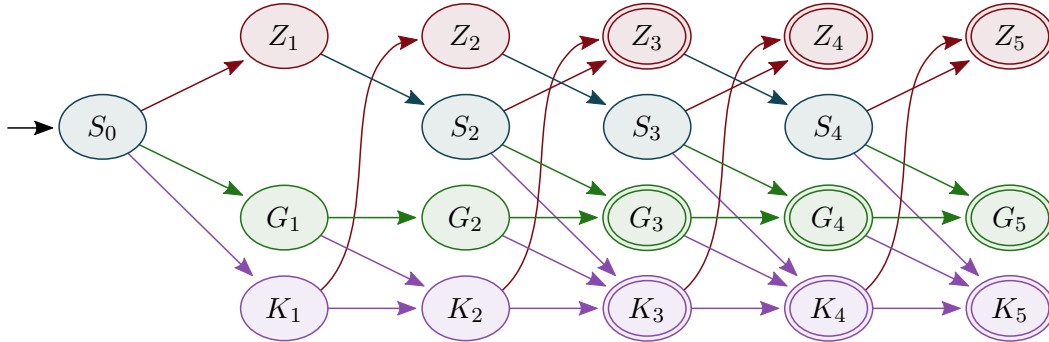 Z₁ Z₂ Z₃ Z₄ Z₅
S₀ S₂ S₃ S₄
G₁ G₂ G₃ G₄ G₅
K₁ K₂ K₃ K₄ K₅